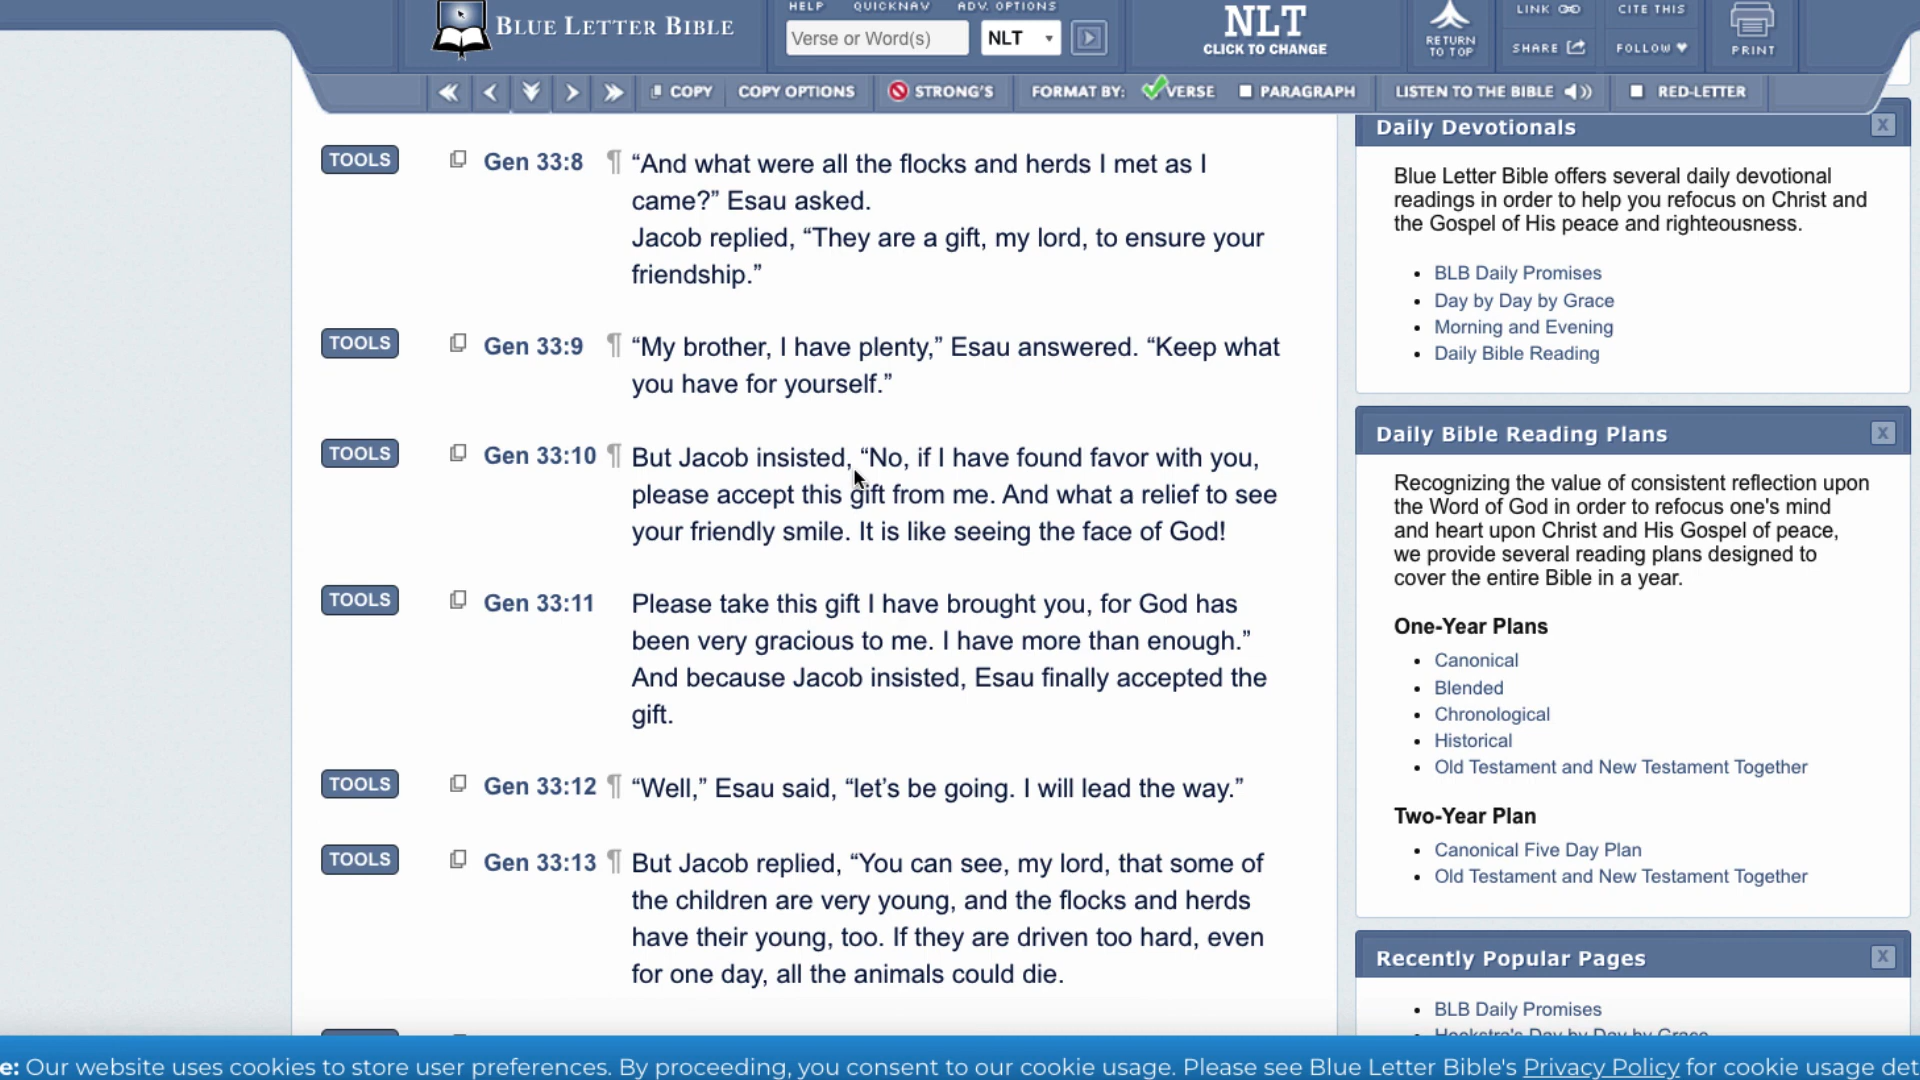 HELP QUICKNAV ADV. OPTIONS
BLUE LETTER BIBLE
Verse or Word(s)
NLT
NLT
CLICK TO CHANGE
RETURN
TO TOP
LINK
CITE THIS
SHARE
FOLLOW
PRINT
COPY
COPY OPTIONS
STRONG'S
FORMAT BY:
VERSE
PARAGRAPH
LISTEN TO THE BIBLE
RED-LETTER
TOOLS
Gen 33:8 ¶ “And what were all the flocks and herds I met as I
came?” Esau asked.
Jacob replied, “They are a gift, my lord, to ensure your
friendship.”
TOOLS
Gen 33:9 ¶ “My brother, I have plenty,” Esau answered. “Keep what
you have for yourself.”
TOOLS
Gen 33:10 ¶ But Jacob insisted, “No, if I have found favor with you,
please accept this gift from me. And what a relief to see
your friendly smile. It is like seeing the face of God!
TOOLS
Gen 33:11 Please take this gift I have brought you, for God has
been very gracious to me. I have more than enough.”
And because Jacob insisted, Esau finally accepted the
gift.
TOOLS
Gen 33:12 ¶ “Well,” Esau said, “let’s be going. I will lead the way.”
TOOLS
Gen 33:13 ¶ But Jacob replied, “You can see, my lord, that some of
the children are very young, and the flocks and herds
have their young, too. If they are driven too hard, even
for one day, all the animals could die.
Daily Devotionals
X
Blue Letter Bible offers several daily devotional
readings in order to help you refocus on Christ and
the Gospel of His peace and righteousness.
• BLB Daily Promises
• Day by Day by Grace
• Morning and Evening
• Daily Bible Reading
Daily Bible Reading Plans
X
Recognizing the value of consistent reflection upon
the Word of God in order to refocus one's mind
and heart upon Christ and His Gospel of peace,
we provide several reading plans designed to
cover the entire Bible in a year.
One-Year Plans
• Canonical
• Blended
• Chronological
• Historical
• Old Testament and New Testament Together
Two-Year Plan
• Canonical Five Day Plan
• Old Testament and New Testament Together
Recently Popular Pages
X
• BLB Daily Promises
• Hoekstra's Day by Day by Grace
e: Our website uses cookies to store user preferences. By proceeding, you consent to our cookie usage. Please see Blue Letter Bible's Privacy Policy for cookie usage det